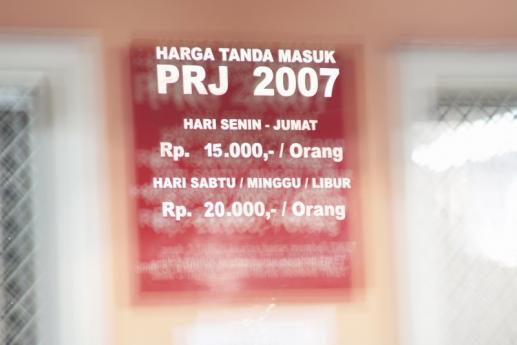 HARGA TANDA MASUK
PRJ 2007
HARI SENIN - JUMAT
Rp. 15.000,- / Orang
HARI SABTU / MINGGU / LIBUR
Rp. 20.000,- / Orang